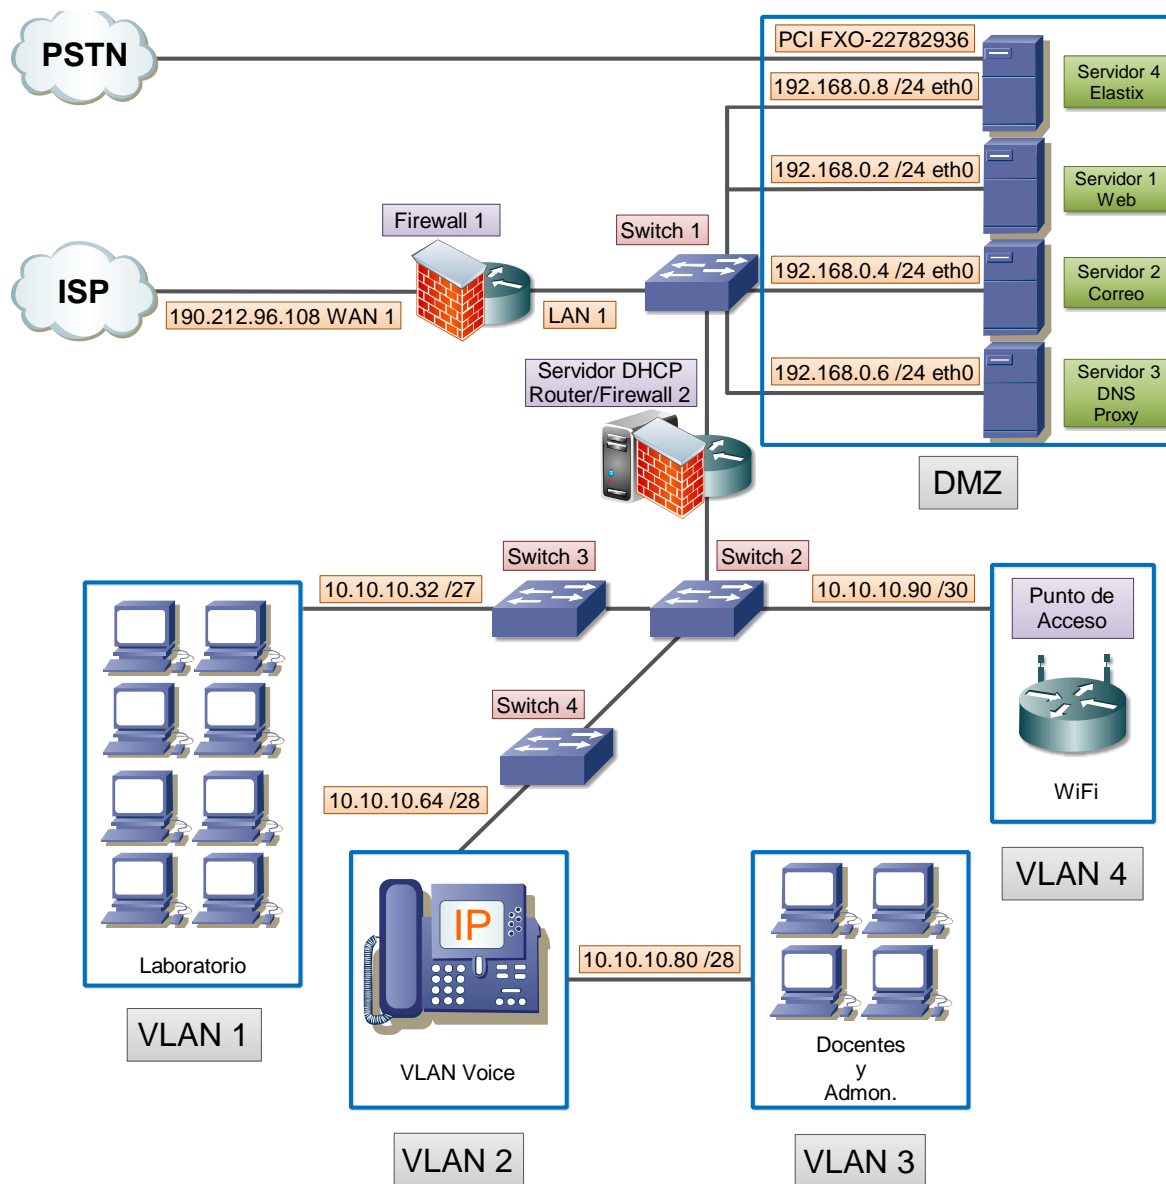 PSTN
PCI FXO-22782936
Servidor 4
Elastix
192.168.0.8 /24 eth0
192.168.0.2 /24 eth0
Servidor 1
Web
Firewall 1
Switch 1
192.168.0.4 /24 eth0
Servidor 2
Correo
ISP
190.212.96.108 WAN 1
LAN 1
Servidor DHCP
Router/Firewall 2
192.168.0.6 /24 eth0
Servidor 3
DNS
Proxy
DMZ
Switch 3
Switch 2
10.10.10.32 /27
10.10.10.90 /30
Punto de
Acceso
Switch 4
WiFi
10.10.10.64 /28
VLAN 4
IP
10.10.10.80 /28
Laboratorio
VLAN 1
VLAN Voice
Docentes
y
Admon.
VLAN 2
VLAN 3